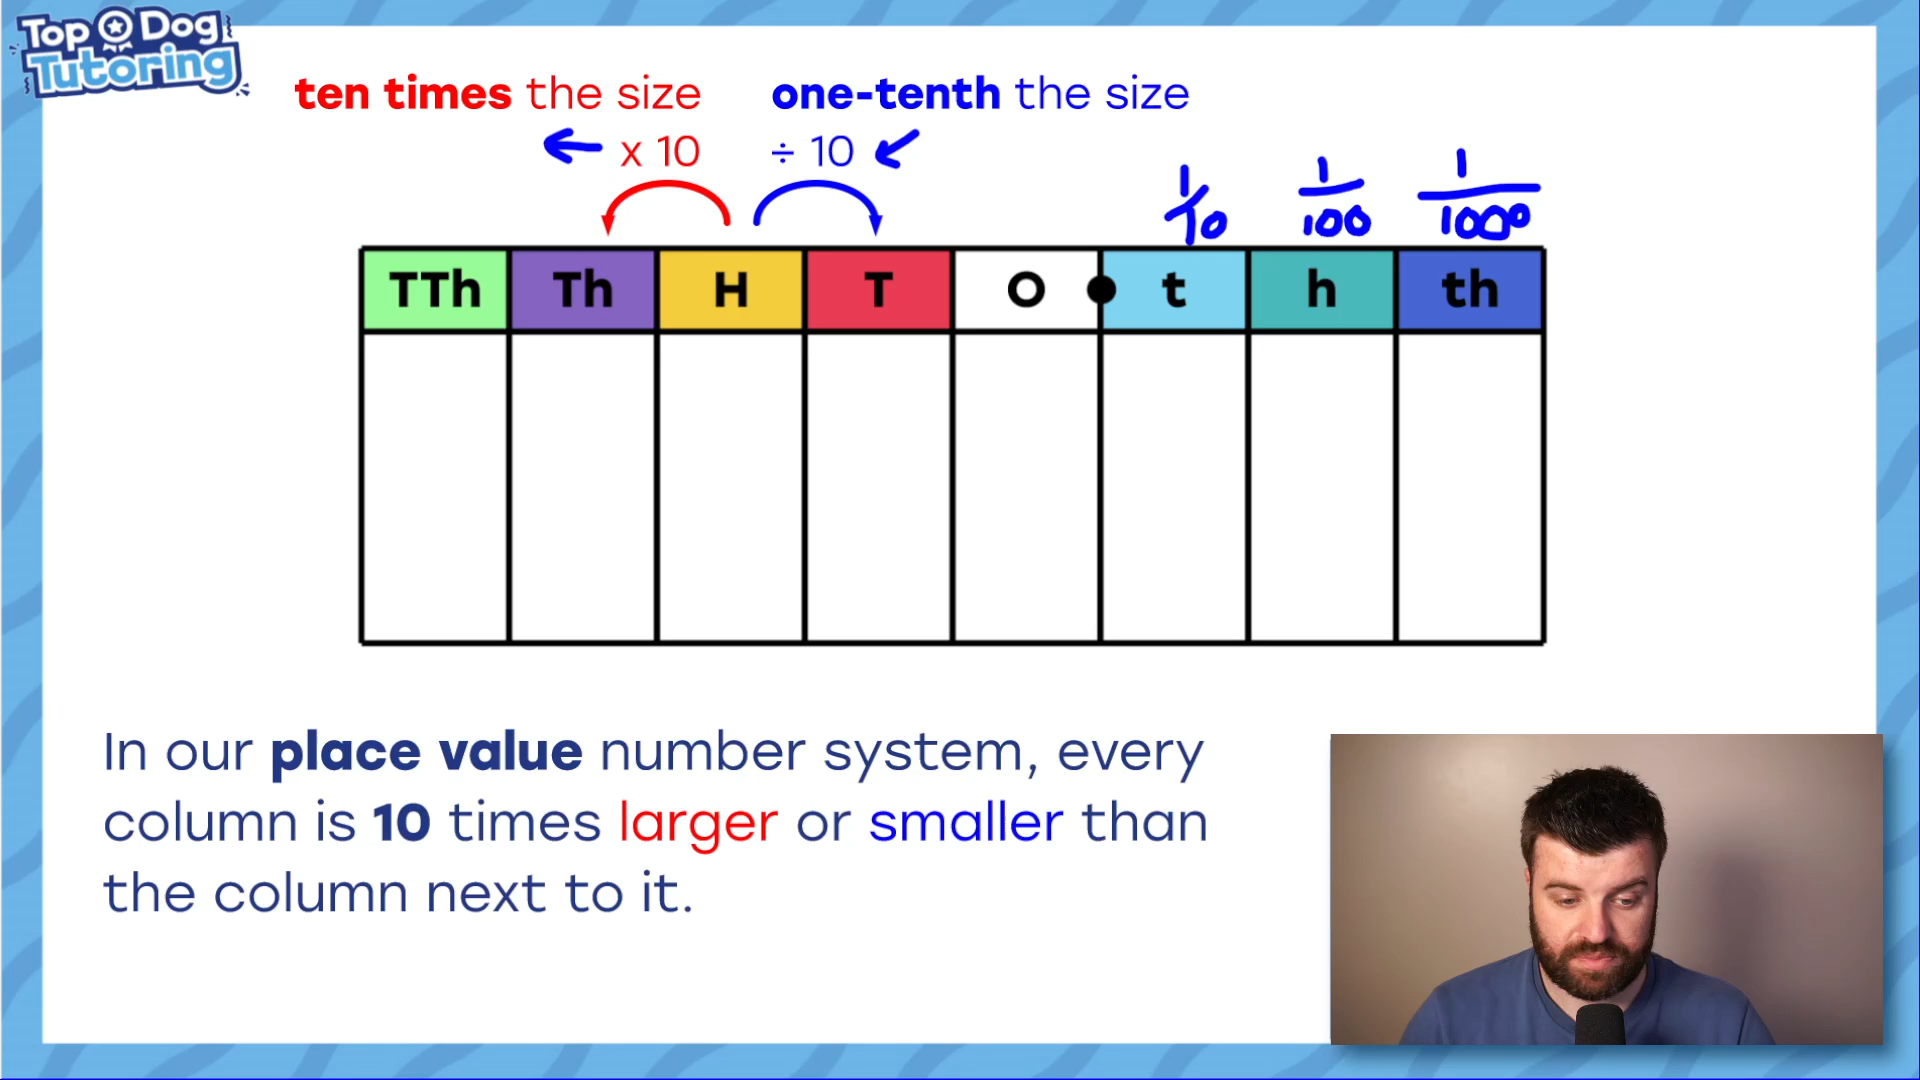 Top Dog
Tutoring
ten times the size one-tenth the size
x 10 ÷ 10
1/10 1/100 1/1000
TTh Th H T O t h th
In our place value number system, every
column is 10 times larger or smaller than
the column next to it.